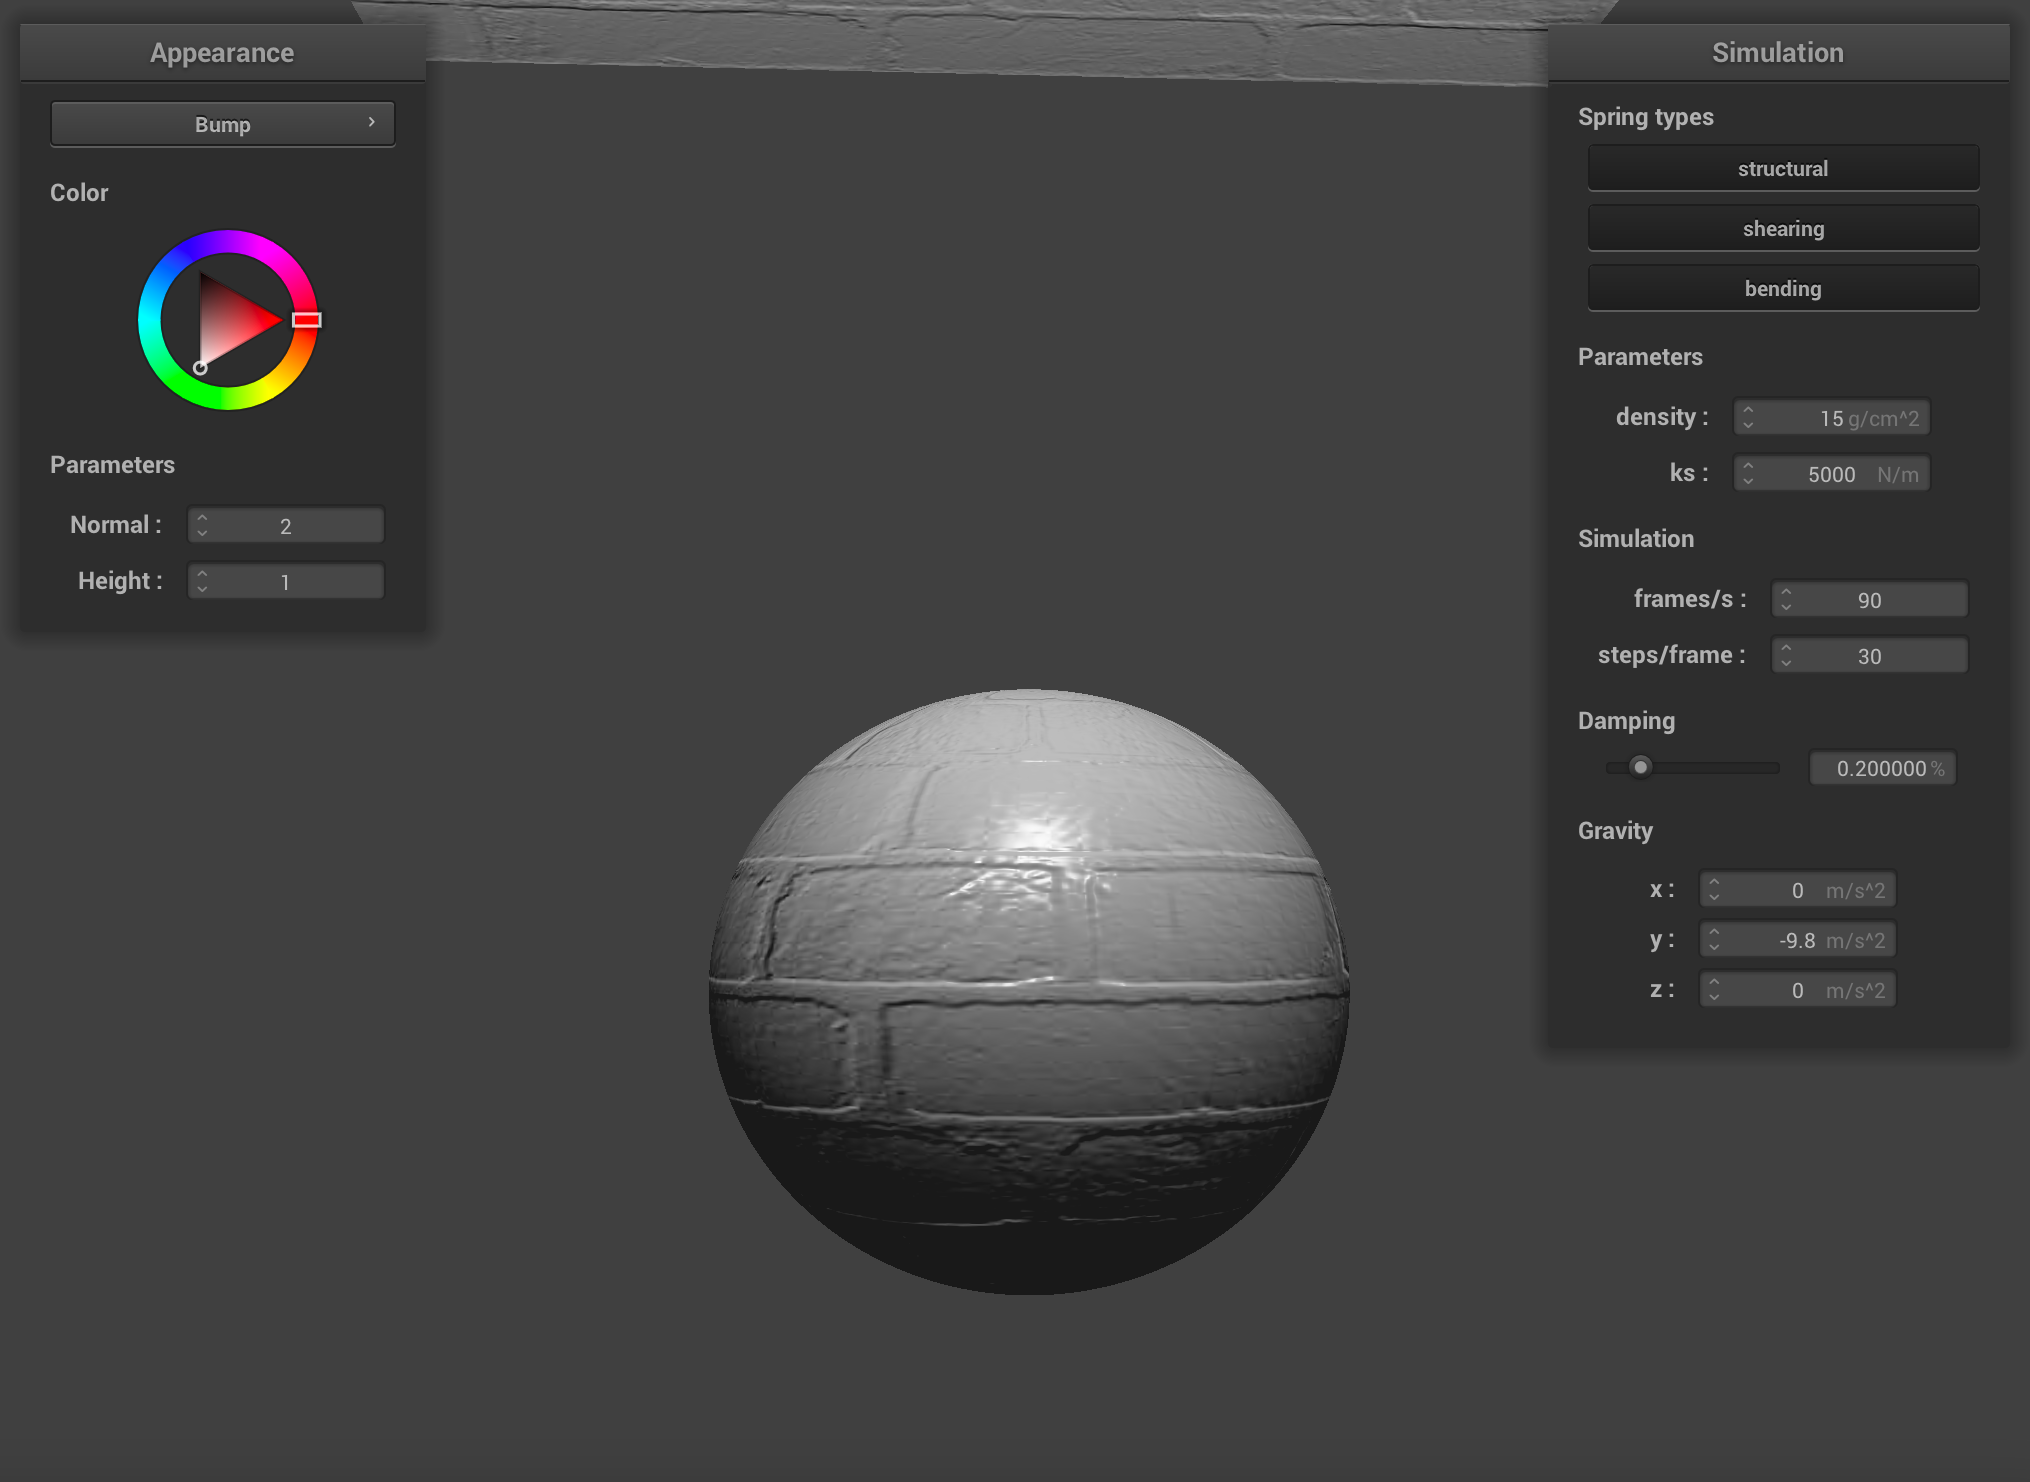 Appearance
Bump
Color
Parameters
Normal : 2
Height : 1
Simulation
Spring types
structural
shearing
bending
Parameters
density : 15 g/cm^2
ks : 5000 N/m
Simulation
frames/s : 90
steps/frame : 30
Damping
0.200000 %
Gravity
x : 0 m/s^2
y : -9.8 m/s^2
z : 0 m/s^2